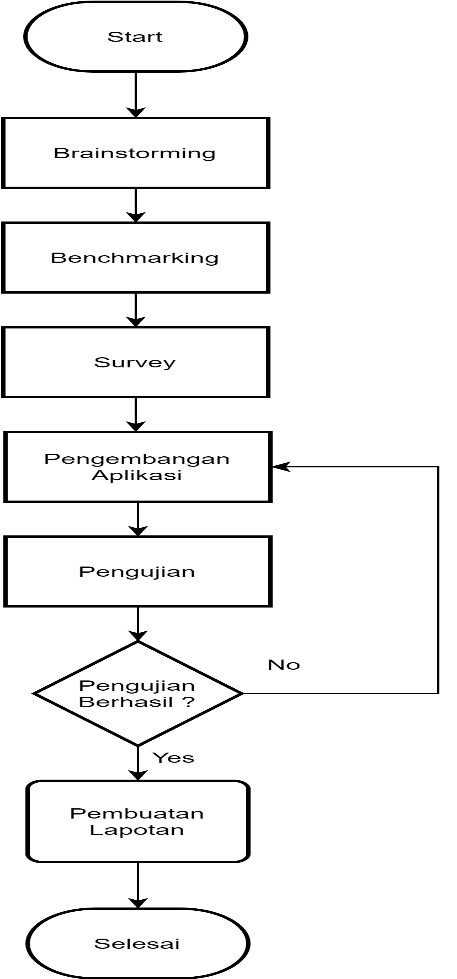 Start
Brainstorming
Benchmarking
Survey
Pengembangan
Aplikasi
Pengujian
Pengujian
Berhasil ?
No
Yes
Pembuatan
Lapotan
Selesai